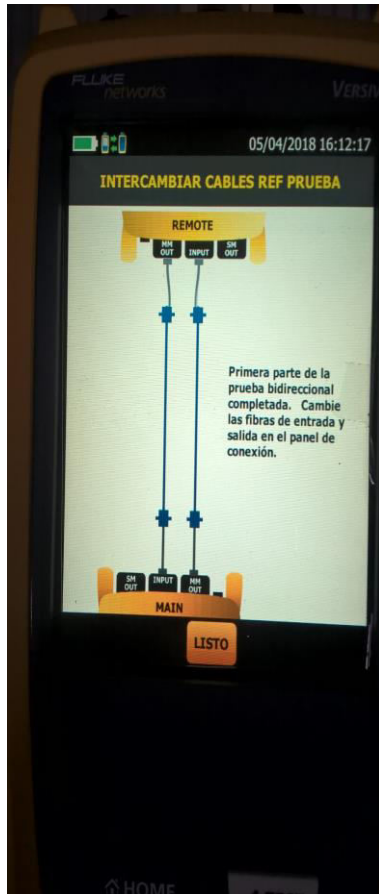 FLUKE
networks
VERSIV
05/04/2018 16:12:17
INTERCAMBIAR CABLES REF PRUEBA
REMOTE
MM OUT
INPUT
SM OUT
Primera parte de la
prueba bidireccional
completada. Cambie
las fibras de entrada y
salida en el panel de
conexión.
SM OUT
INPUT
MM OUT
MAIN
LISTO
HOME